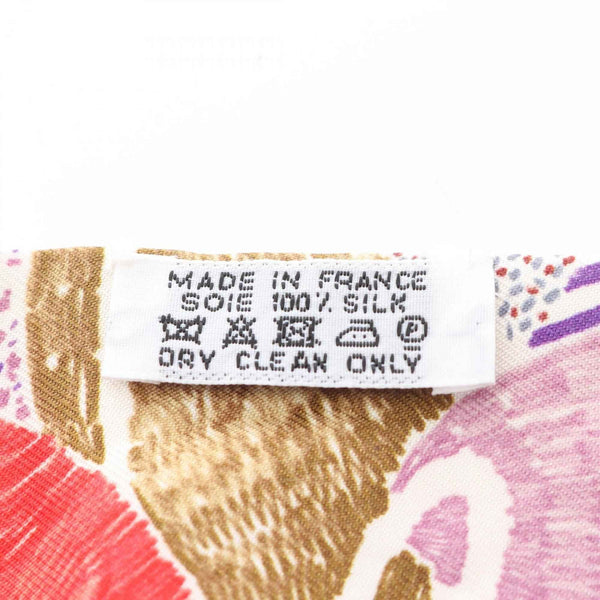 MADE IN FRANCE
SOIE 100% SILK
P
DRY CLEAN ONLY